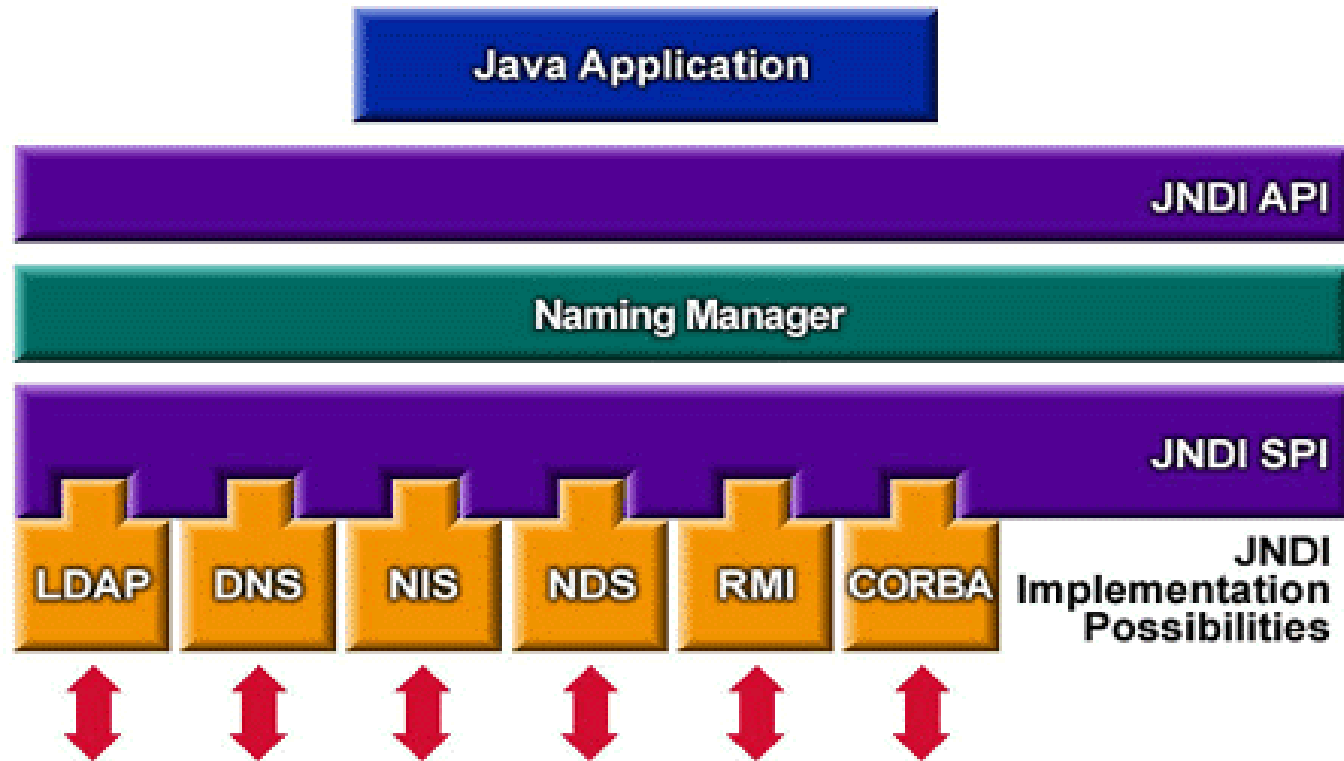 Java Application
JNDI API
Naming Manager
JNDI SPI
LDAP
DNS
NIS
NDS
RMI
CORBA
JNDI
Implementation
Possibilities